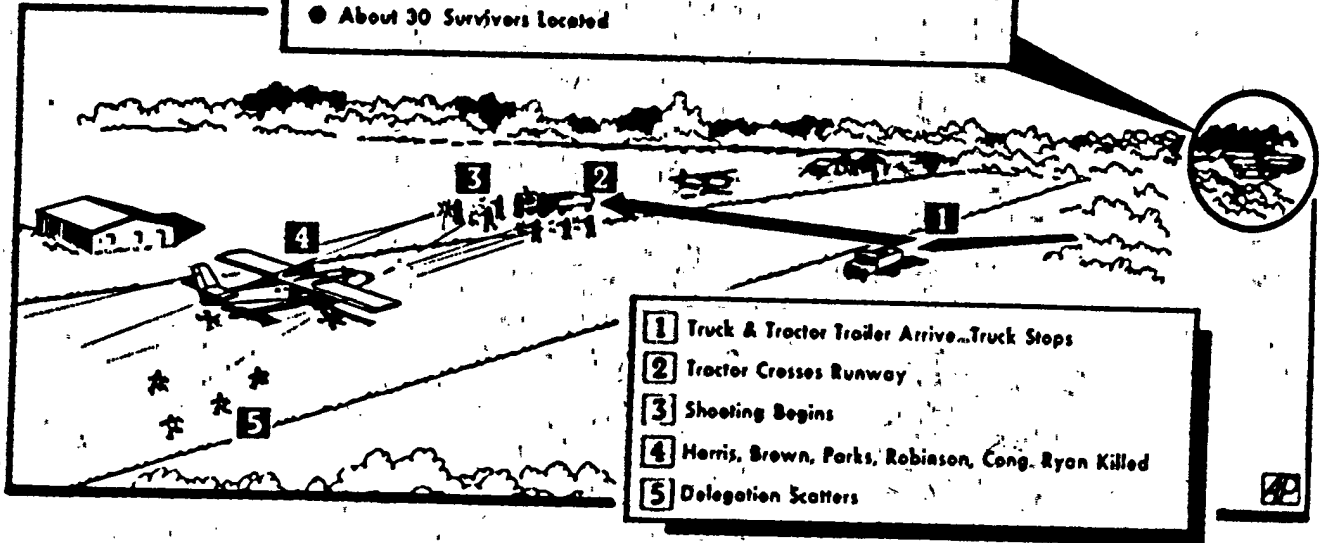 ● About 30 Survivers Located
3
2
1
4
5
1 Truck & Tractor Trailer Arrive...Truck Stops
2 Tractor Crosses Runway
3 Shooting Begins
4 Harris, Brown, Parks, Robinson, Cong. Ryan Killed
5 Delegation Scatters
AP